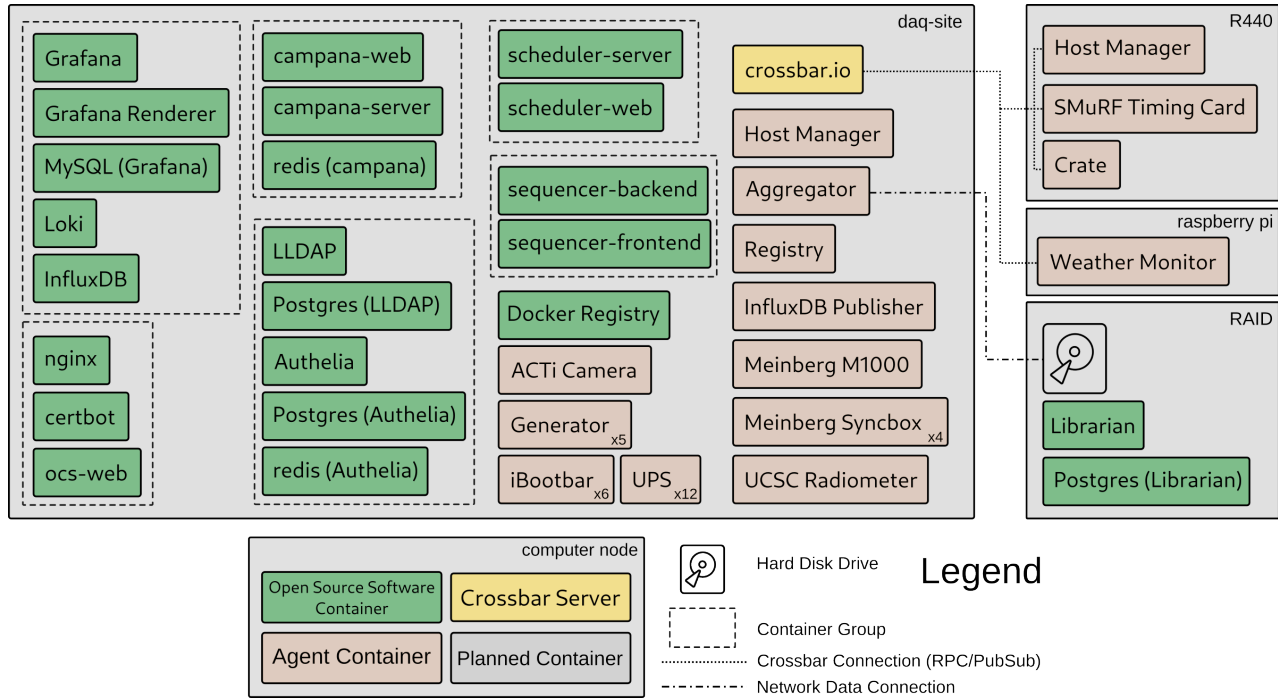 daq-site
Grafana
Grafana Renderer
MySQL (Grafana)
Loki
InfluxDB
nginx
certbot
ocs-web
campana-web
campana-server
redis (campana)
LLDAP
Postgres (LLDAP)
Authelia
Postgres (Authelia)
redis (Authelia)
scheduler-server
scheduler-web
sequencer-backend
sequencer-frontend
Docker Registry
ACTi Camera
Generator x5
iBootbar x6
UPS x12
crossbar.io
Host Manager
Aggregator
Registry
InfluxDB Publisher
Meinberg M1000
Meinberg Syncbox x4
UCSC Radiometer
R440
Host Manager
SMuRF Timing Card
Crate
raspberry pi
Weather Monitor
RAID
Librarian
Postgres (Librarian)
computer node
Open Source Software
Container
Crossbar Server
Agent Container
Planned Container
Legend
Hard Disk Drive
Container Group
Crossbar Connection (RPC/PubSub)
Network Data Connection